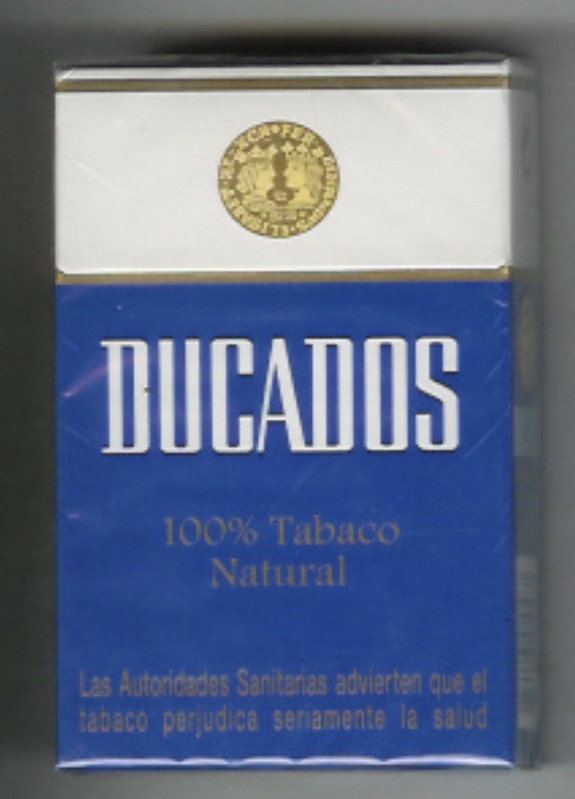 DUCADOS
100% Tabaco
Natural
Las Autoridades Sanitarias advierten que el
tabaco perjudica seriamente la salud